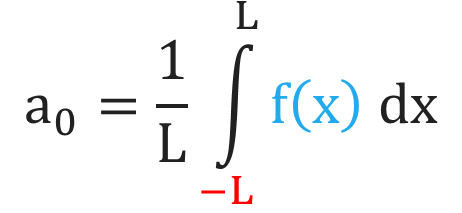 a₀ = 1/L ∫_{-L}^{L} f(x) dx